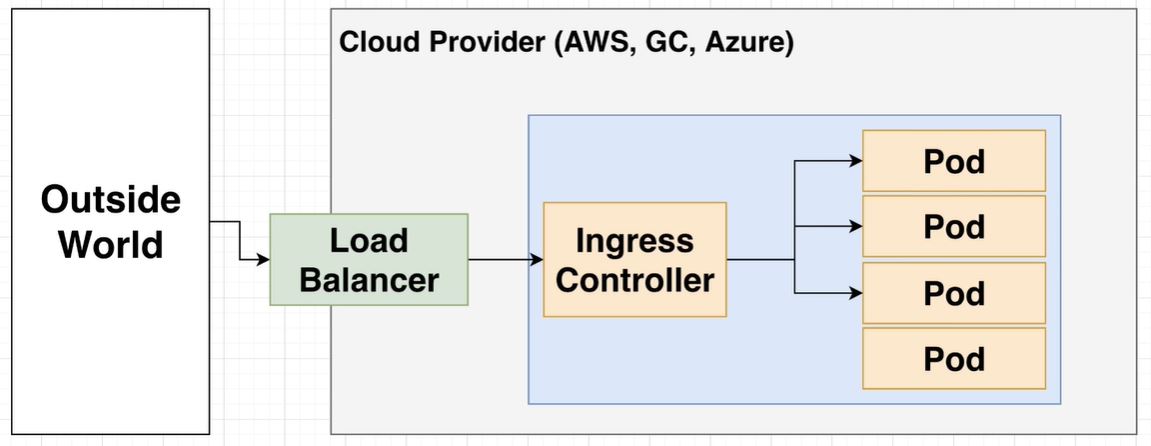 Cloud Provider (AWS, GC, Azure)
Outside
World
Load
Balancer
Ingress
Controller
Pod
Pod
Pod
Pod